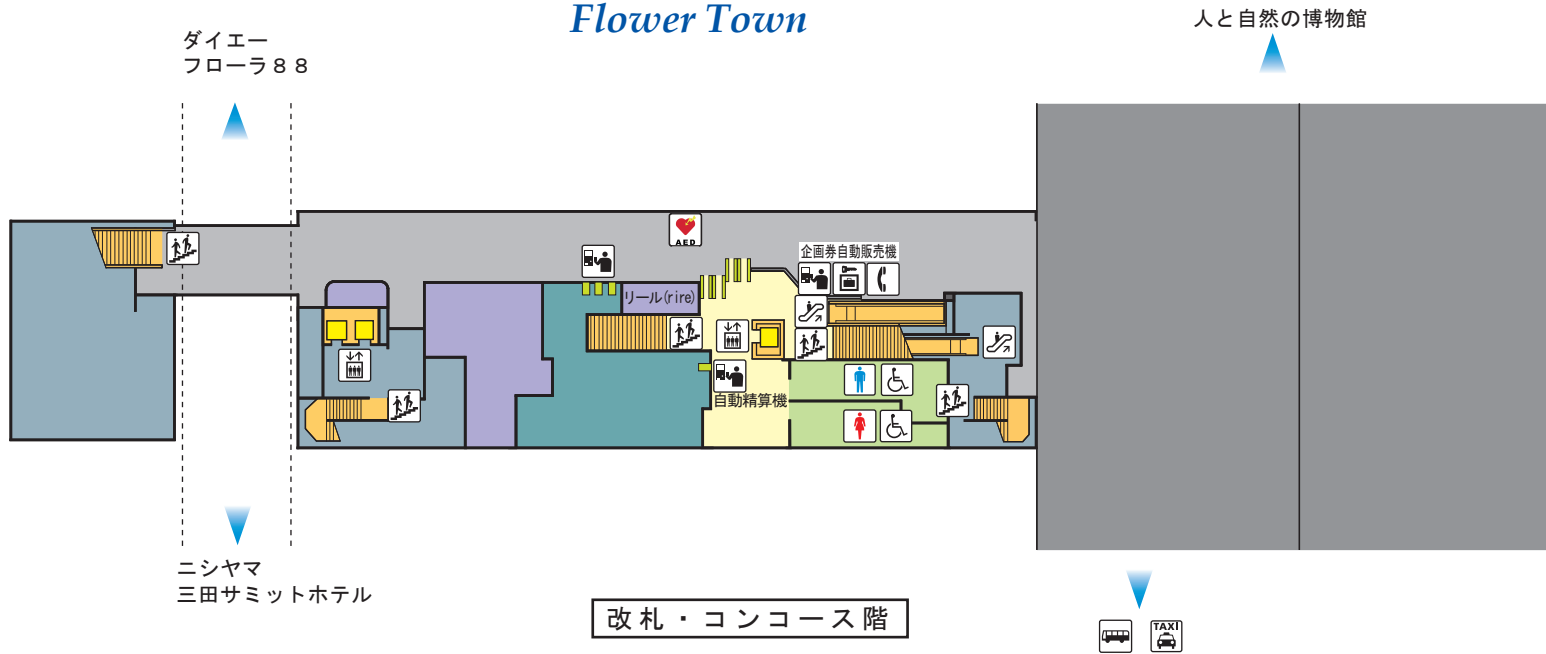 Flower Town
人と自然の博物館
ダイエー
フローラ８８
AED
企画券自動販売機
リール(rire)
自動精算機
ニシヤマ
三田サミットホテル
改札・コンコース階
TAXI